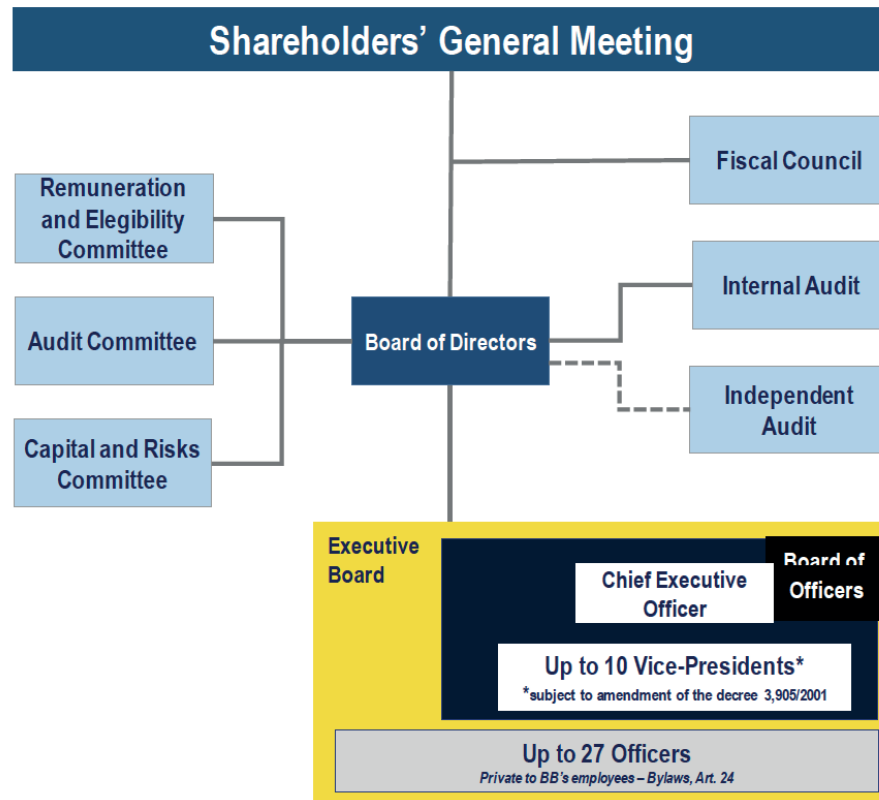 Shareholders’ General Meeting
Fiscal Council
Remuneration
and Elegibility
Committee
Internal Audit
Audit Committee
Board of Directors
Independent
Audit
Capital and Risks
Committee
Executive
Board
Board of
Officers
Chief Executive
Officer
Up to 10 Vice-Presidents*
*subject to amendment of the decree 3,905/2001
Up to 27 Officers
Private to BB’s employees – Bylaws, Art. 24